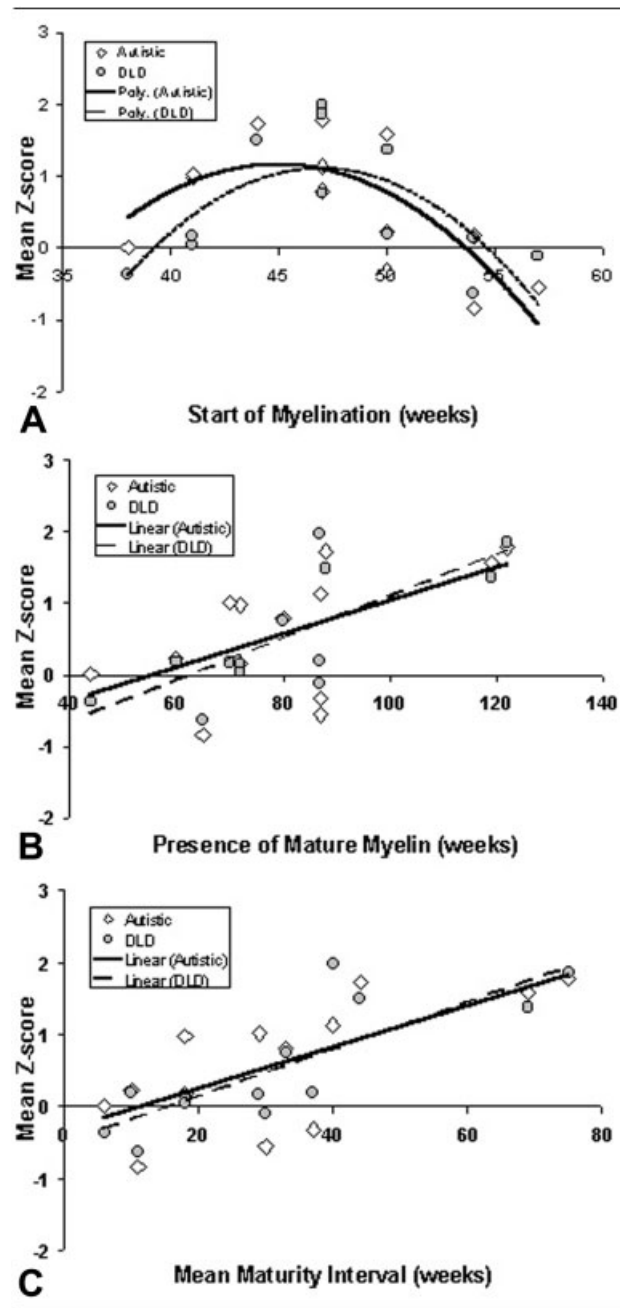 3
Autistic
DLD
Poly. (Autistic)
Poly. (DLD)
2
1
0
35 40 45 50 55 60
-1
-2
Mean Z-score
A
Start of Myelination (weeks)
3
Autistic
DLD
Linear (Autistic)
Linear (DLD)
2
1
0
40 60 80 100 120 140
-1
-2
Mean Z-score
B
Presence of Mature Myelin (weeks)
3
Autistic
DLD
Linear (Autistic)
Linear (DLD)
2
1
0
0 20 40 60 80
-1
-2
Mean Z-score
C
Mean Maturity Interval (weeks)